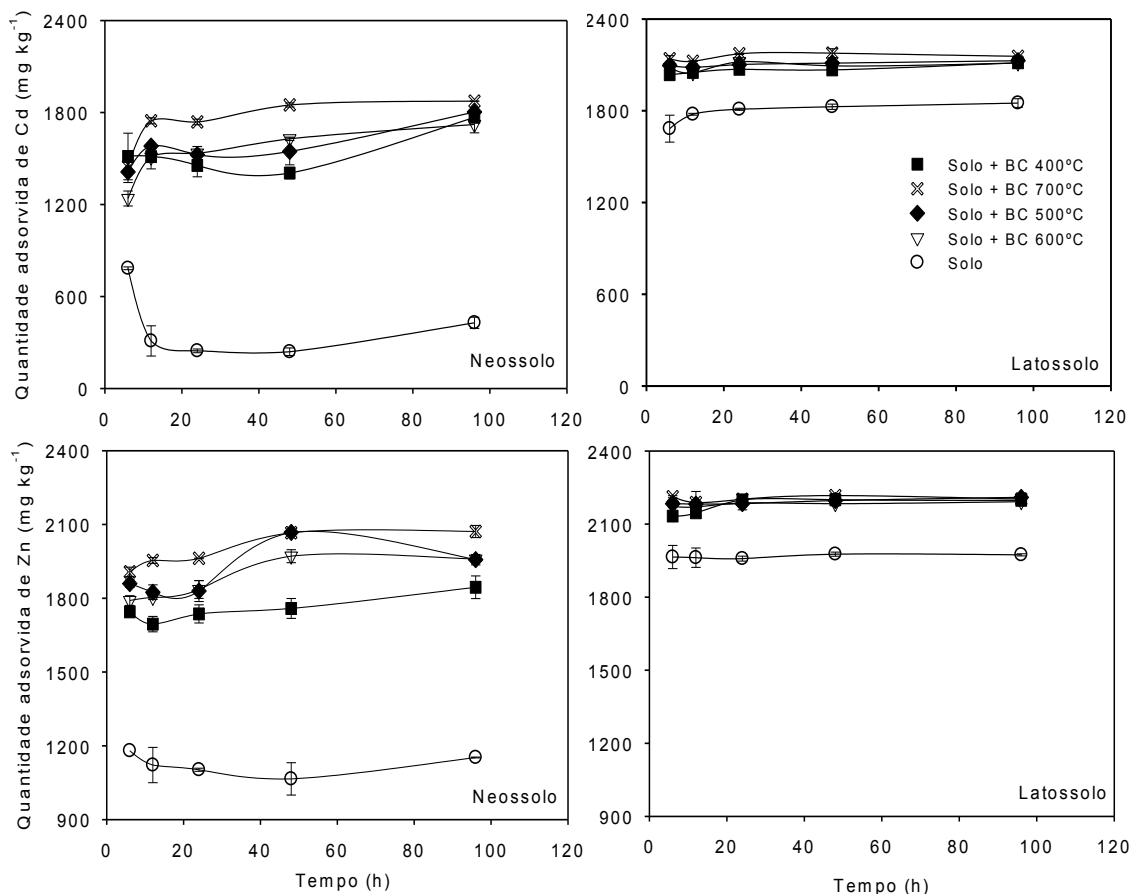 Quantidade adsorvida de Cd (mg kg-1)
2400
1800
1200
600
0
Neossolo
0 20 40 60 80 100 120
2400
1800
1200
600
0
Solo + BC 400ºC
Solo + BC 700ºC
Solo + BC 500ºC
Solo + BC 600ºC
Solo
Latossolo
0 20 40 60 80 100 120
Quantidade adsorvida de Zn (mg kg-1)
2400
2100
1800
1500
1200
900
Neossolo
0 20 40 60 80 100 120
Tempo (h)
2400
2100
1800
1500
1200
900
Latossolo
0 20 40 60 80 100 120
Tempo (h)